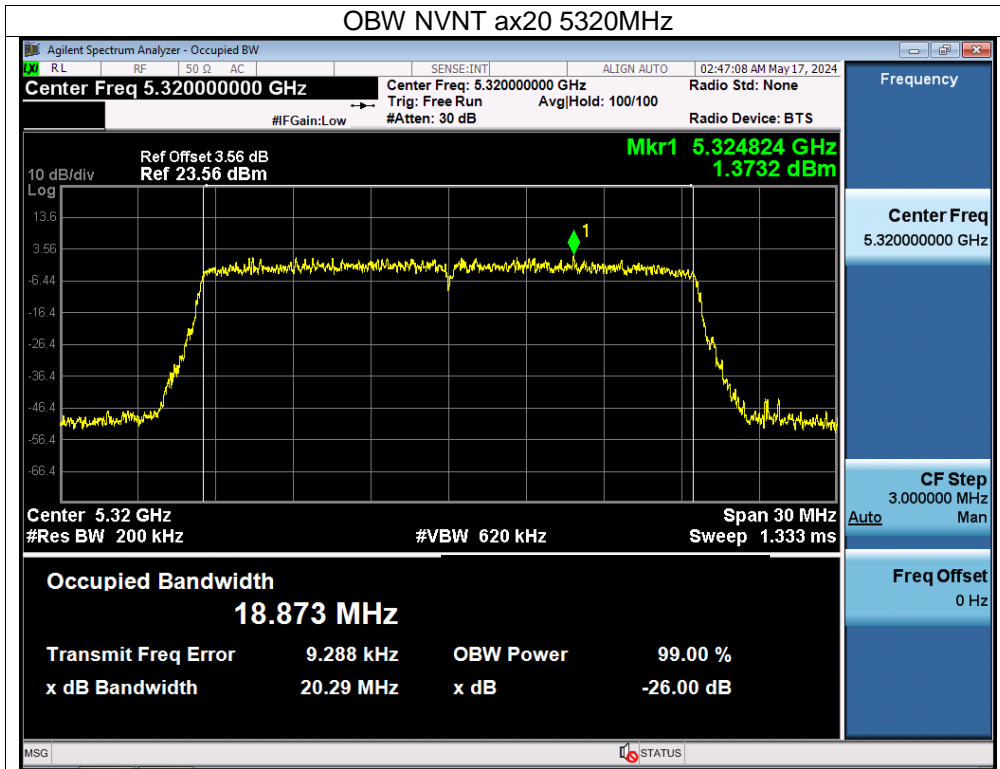 OBW NVNT ax20 5320MHz
Agilent Spectrum Analyzer - Occupied BW
LXI RL RF 50 Ω AC SENSE:INT ALIGN AUTO 02:47:08 AM May 17, 2024
Center Freq 5.320000000 GHz
Center Freq: 5.320000000 GHz Radio Std: None
Trig: Free Run Avg|Hold: 100/100
#IFGain:Low #Atten: 30 dB Radio Device: BTS
Frequency
Mkr1 5.324824 GHz
1.3732 dBm
Ref Offset 3.56 dB
10 dB/div Ref 23.56 dBm
Log
13.6
3.56
-6.44
-16.4
-26.4
-36.4
-46.4
-56.4
-66.4
1
Center 5.32 GHz Span 30 MHz
#Res BW 200 kHz #VBW 620 kHz Sweep 1.333 ms
Center Freq
5.320000000 GHz
CF Step
3.000000 MHz
Auto Man
Freq Offset
0 Hz
Occupied Bandwidth
18.873 MHz
Transmit Freq Error 9.288 kHz OBW Power 99.00 %
x dB Bandwidth 20.29 MHz x dB -26.00 dB
MSG STATUS